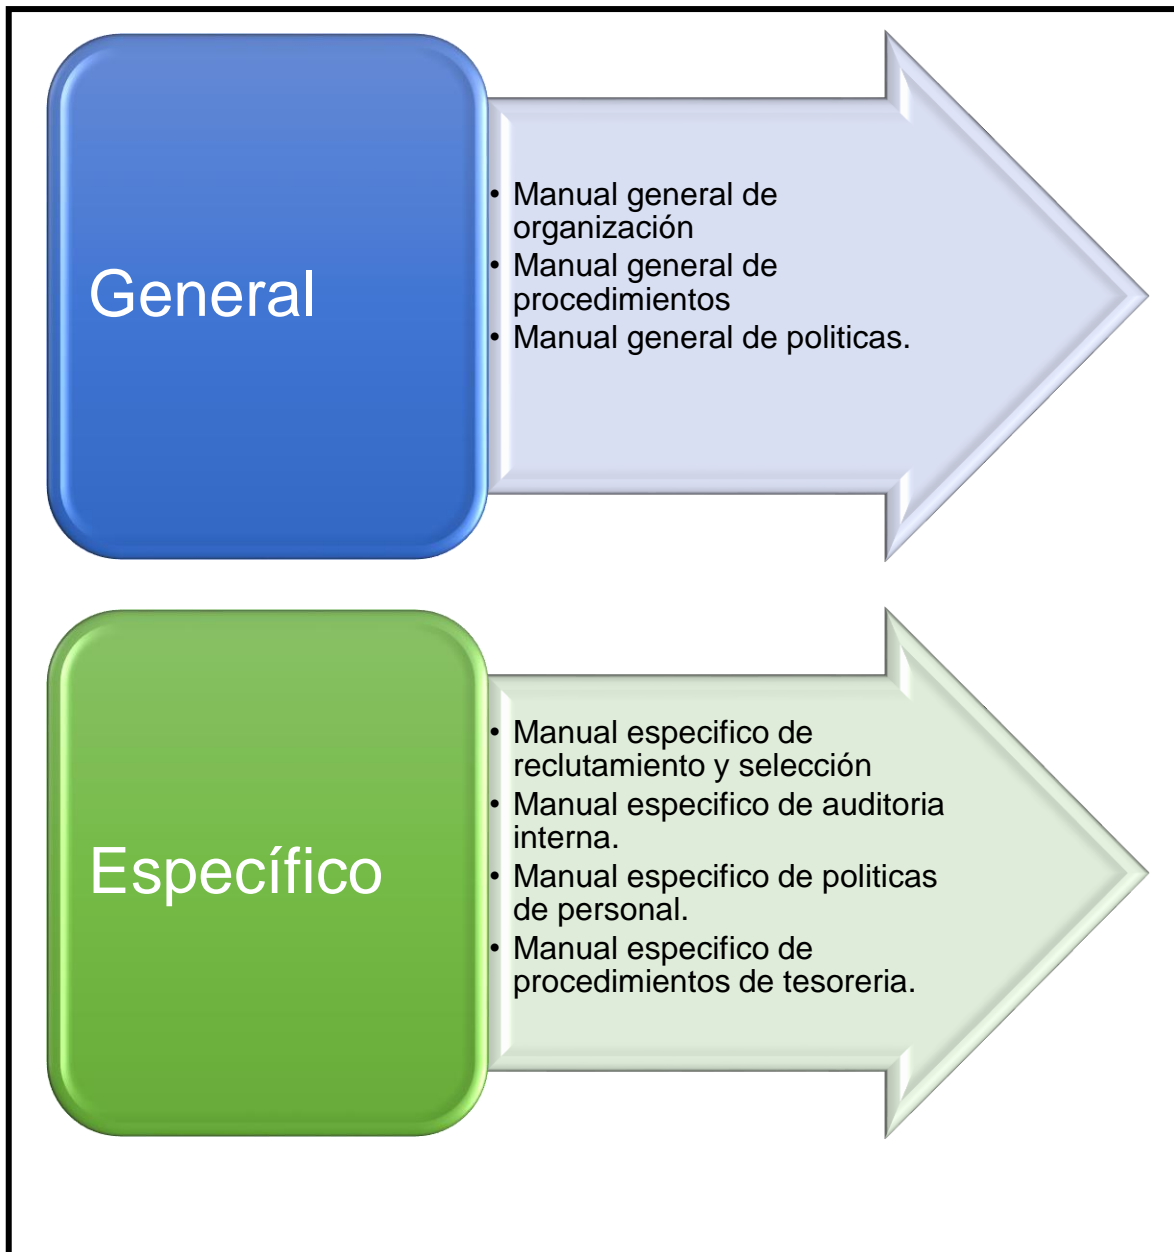 General
• Manual general de
organización
• Manual general de
procedimientos
• Manual general de politicas.
Específico
• Manual especifico de
reclutamiento y selección
• Manual especifico de auditoria
interna.
• Manual especifico de politicas
de personal.
• Manual especifico de
procedimientos de tesoreria.